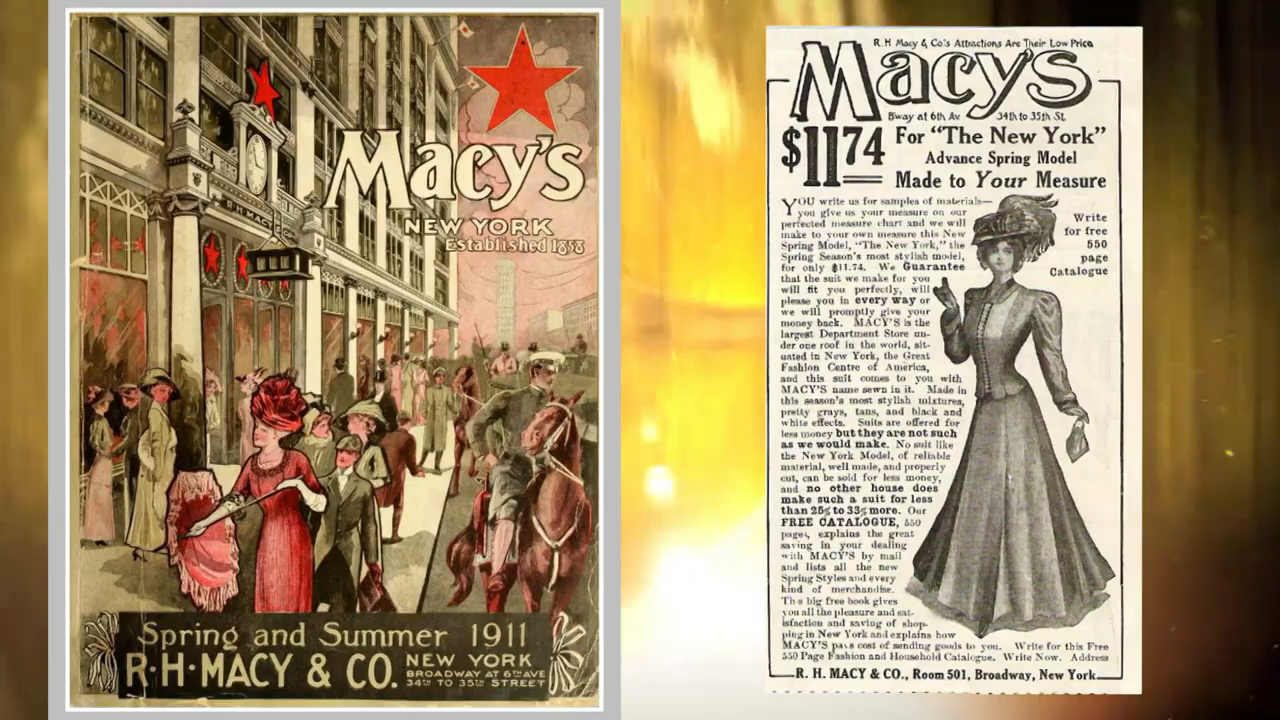 Macy's
NEW YORK
Established 1858
R·H·MACY & CO.
Spring and Summer 1911
R·H·MACY & CO.
NEW YORK
BROADWAY AT 6TH AVE
34TH TO 35TH STREET
R. H. Macy & Co.'s Attractions Are Their Low Price
Macy's
B'way at 6th Av. 34th to 35th St.
$11 74
For "The New York"
Advance Spring Model
Made to Your Measure
YOU write us for samples of materials—
you give us your measure on our
perfected measure chart and we will
make to your own measure this New
Spring Model, "The New York," the
Spring Season's most stylish model,
for only $11.74. We Guarantee
that the suit we make for you
will fit you perfectly, will
please you in every way or
we will promptly give your
money back. MACY'S is the
largest Department Store un-
der one roof in the world, sit-
uated in New York, the Great
Fashion Centre of America,
and this suit comes to you with
MACY'S name sewn in it. Made in
this season's most stylish mixtures,
pretty grays, tans, and black and
white effects. Suits are offered for
less money but they are not such
as we would make. No suit like
the New York Model, of reliable
material, well made, and properly
cut, can be sold for less money,
and no other house does
make such a suit for less
than 25% to 33% more. Our
FREE CATALOGUE, 550
pages, explains the great
saving in your dealing
with MACY'S by mail
and lists all the new
Spring Styles and every
kind of merchandise.
This big free book gives
you all the pleasure and sat-
isfaction and saving of shop-
ping in New York and explains how
MACY'S pays cost of sending goods to you. Write for this Free
550 Page Fashion and Household Catalogue. Write Now. Address
R. H. MACY & CO., Room 501, Broadway, New York
Write
for free
550
page
Catalogue